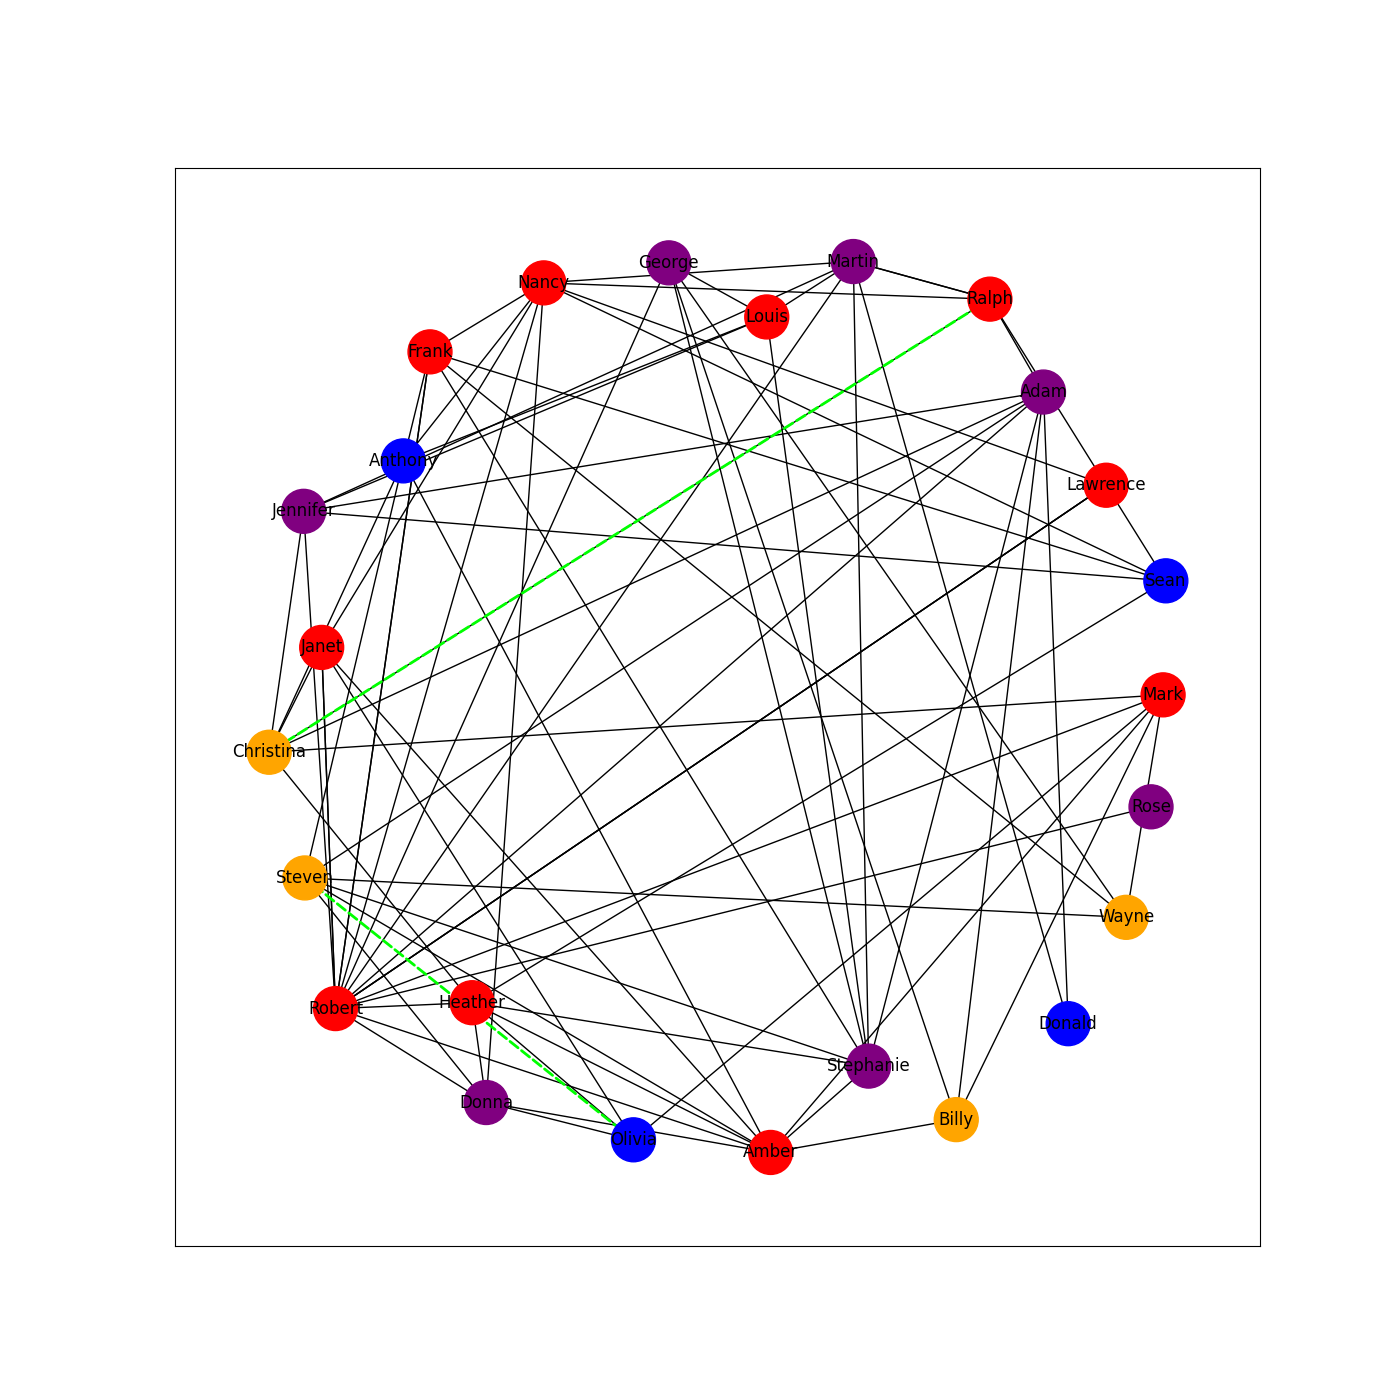 George
Martin
Nancy
Ralph
Louis
Frank
Adam
Anthony
Lawrence
Jennifer
Sean
Janet
Mark
Christina
Rose
Steven
Wayne
Robert
Heather
Donald
Stephanie
Donna
Billy
Olivia
Amber